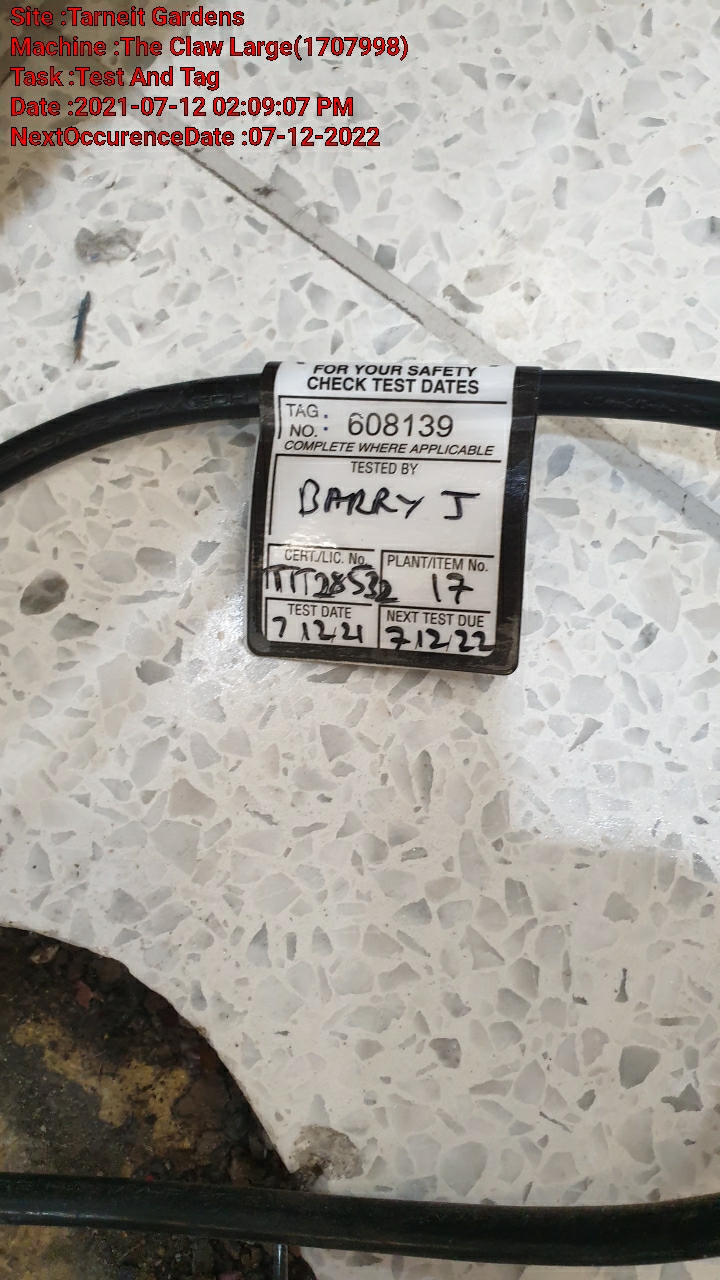 Site :Tarneit Gardens
Machine :The Claw Large(1707998)
Task :Test And Tag
Date :2021-07-12 02:09:07 PM
NextOccurenceDate :07-12-2022
FOR YOUR SAFETY
CHECK TEST DATES
TAG NO. : 608139
COMPLETE WHERE APPLICABLE
TESTED BY
BARRY J
CERT./LIC. No. PLANT/ITEM No.
17
TEST DATE NEXT TEST DUE
7 12 21 7 12 22